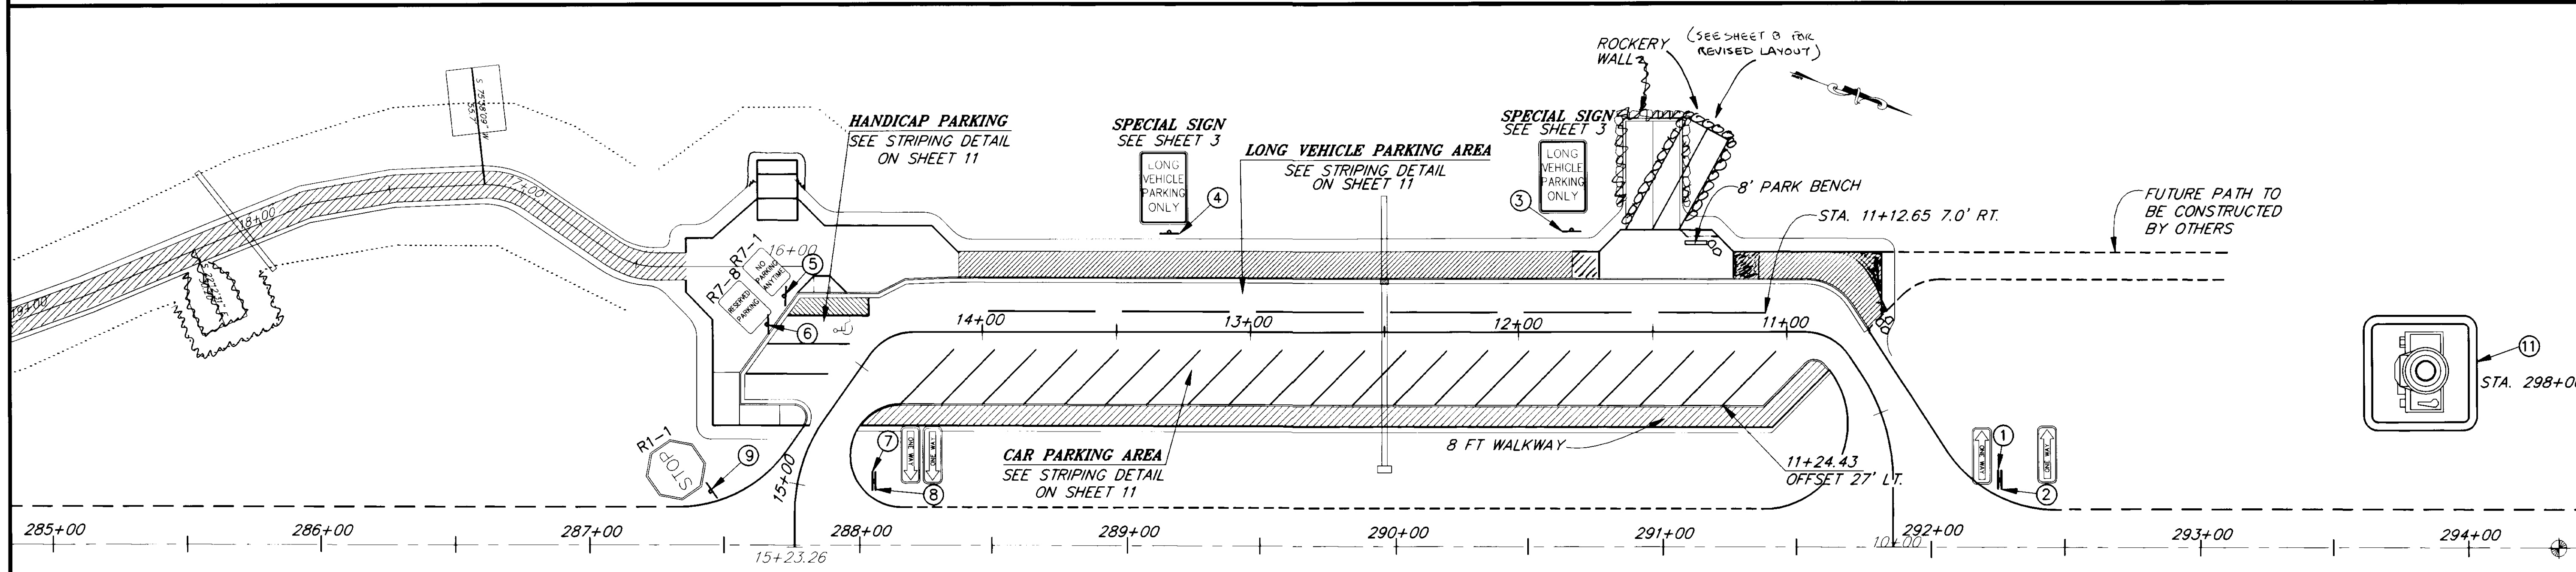 ROCKERY
WALL
(SEE SHEET B FOR
REVISED LAYOUT)
S 75°38'09" W
35.7'
HANDICAP PARKING
SEE STRIPING DETAIL
ON SHEET 11
SPECIAL SIGN
SEE SHEET 3
LONG
VEHICLE
PARKING
ONLY
4
LONG VEHICLE PARKING AREA
SEE STRIPING DETAIL
ON SHEET 11
SPECIAL SIGN
SEE SHEET 3
LONG
VEHICLE
PARKING
ONLY
3
8' PARK BENCH
STA. 11+12.65 7.0' RT.
FUTURE PATH TO
BE CONSTRUCTED
BY OTHERS
17+00
18+00
19+00
16+00
R7-1
NO
PARKING
ANY TIME
5
R7-8
RESERVED
PARKING
6
14+00
13+00
12+00
11+00
11
STA. 298+00
R1-1
STOP
9
15+00
7
8
ONE WAY
ONE WAY
CAR PARKING AREA
SEE STRIPING DETAIL
ON SHEET 11
8 FT WALKWAY
11+24.43
OFFSET 27' LT.
ONE WAY
1
ONE WAY
2
285+00
286+00
287+00
288+00
289+00
290+00
291+00
292+00
293+00
294+00
15+23.26
10+00